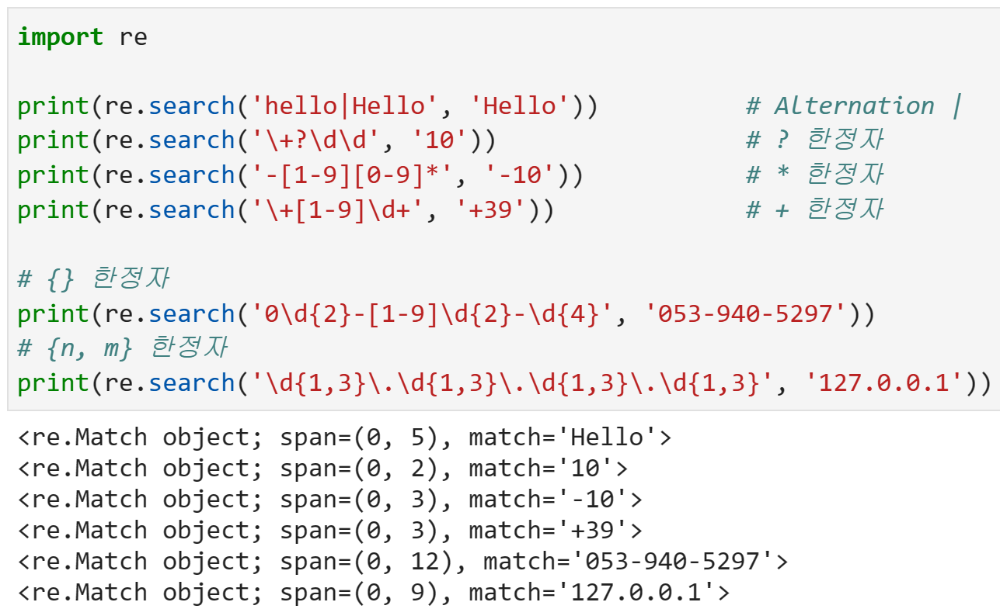 import re
print(re.search('hello|Hello', 'Hello'))          # Alternation |
print(re.search('\+?\d\d', '10'))                 # ? 한정자
print(re.search('-[1-9][0-9]*', '-10'))           # * 한정자
print(re.search('\+[1-9]\d+', '+39'))             # + 한정자
# {} 한정자
print(re.search('0\d{2}-[1-9]\d{2}-\d{4}', '053-940-5297'))
# {n, m} 한정자
print(re.search('\d{1,3}\.\d{1,3}\.\d{1,3}\.\d{1,3}', '127.0.0.1'))
<re.Match object; span=(0, 5), match='Hello'>
<re.Match object; span=(0, 2), match='10'>
<re.Match object; span=(0, 3), match='-10'>
<re.Match object; span=(0, 3), match='+39'>
<re.Match object; span=(0, 12), match='053-940-5297'>
<re.Match object; span=(0, 9), match='127.0.0.1'>